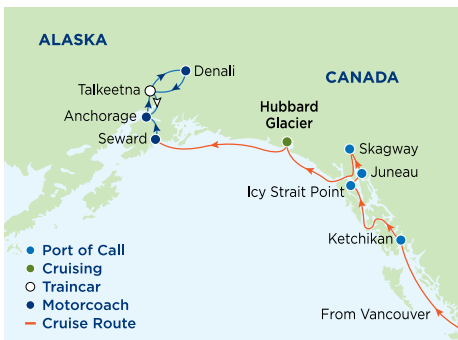 ALASKA
Denali
CANADA
Talkeetna
Hubbard
Glacier
Anchorage
Seward
Skagway
Juneau
Icy Strait Point
Ketchikan
Port of Call
Cruising
Traincar
Motorcoach
Cruise Route
From Vancouver